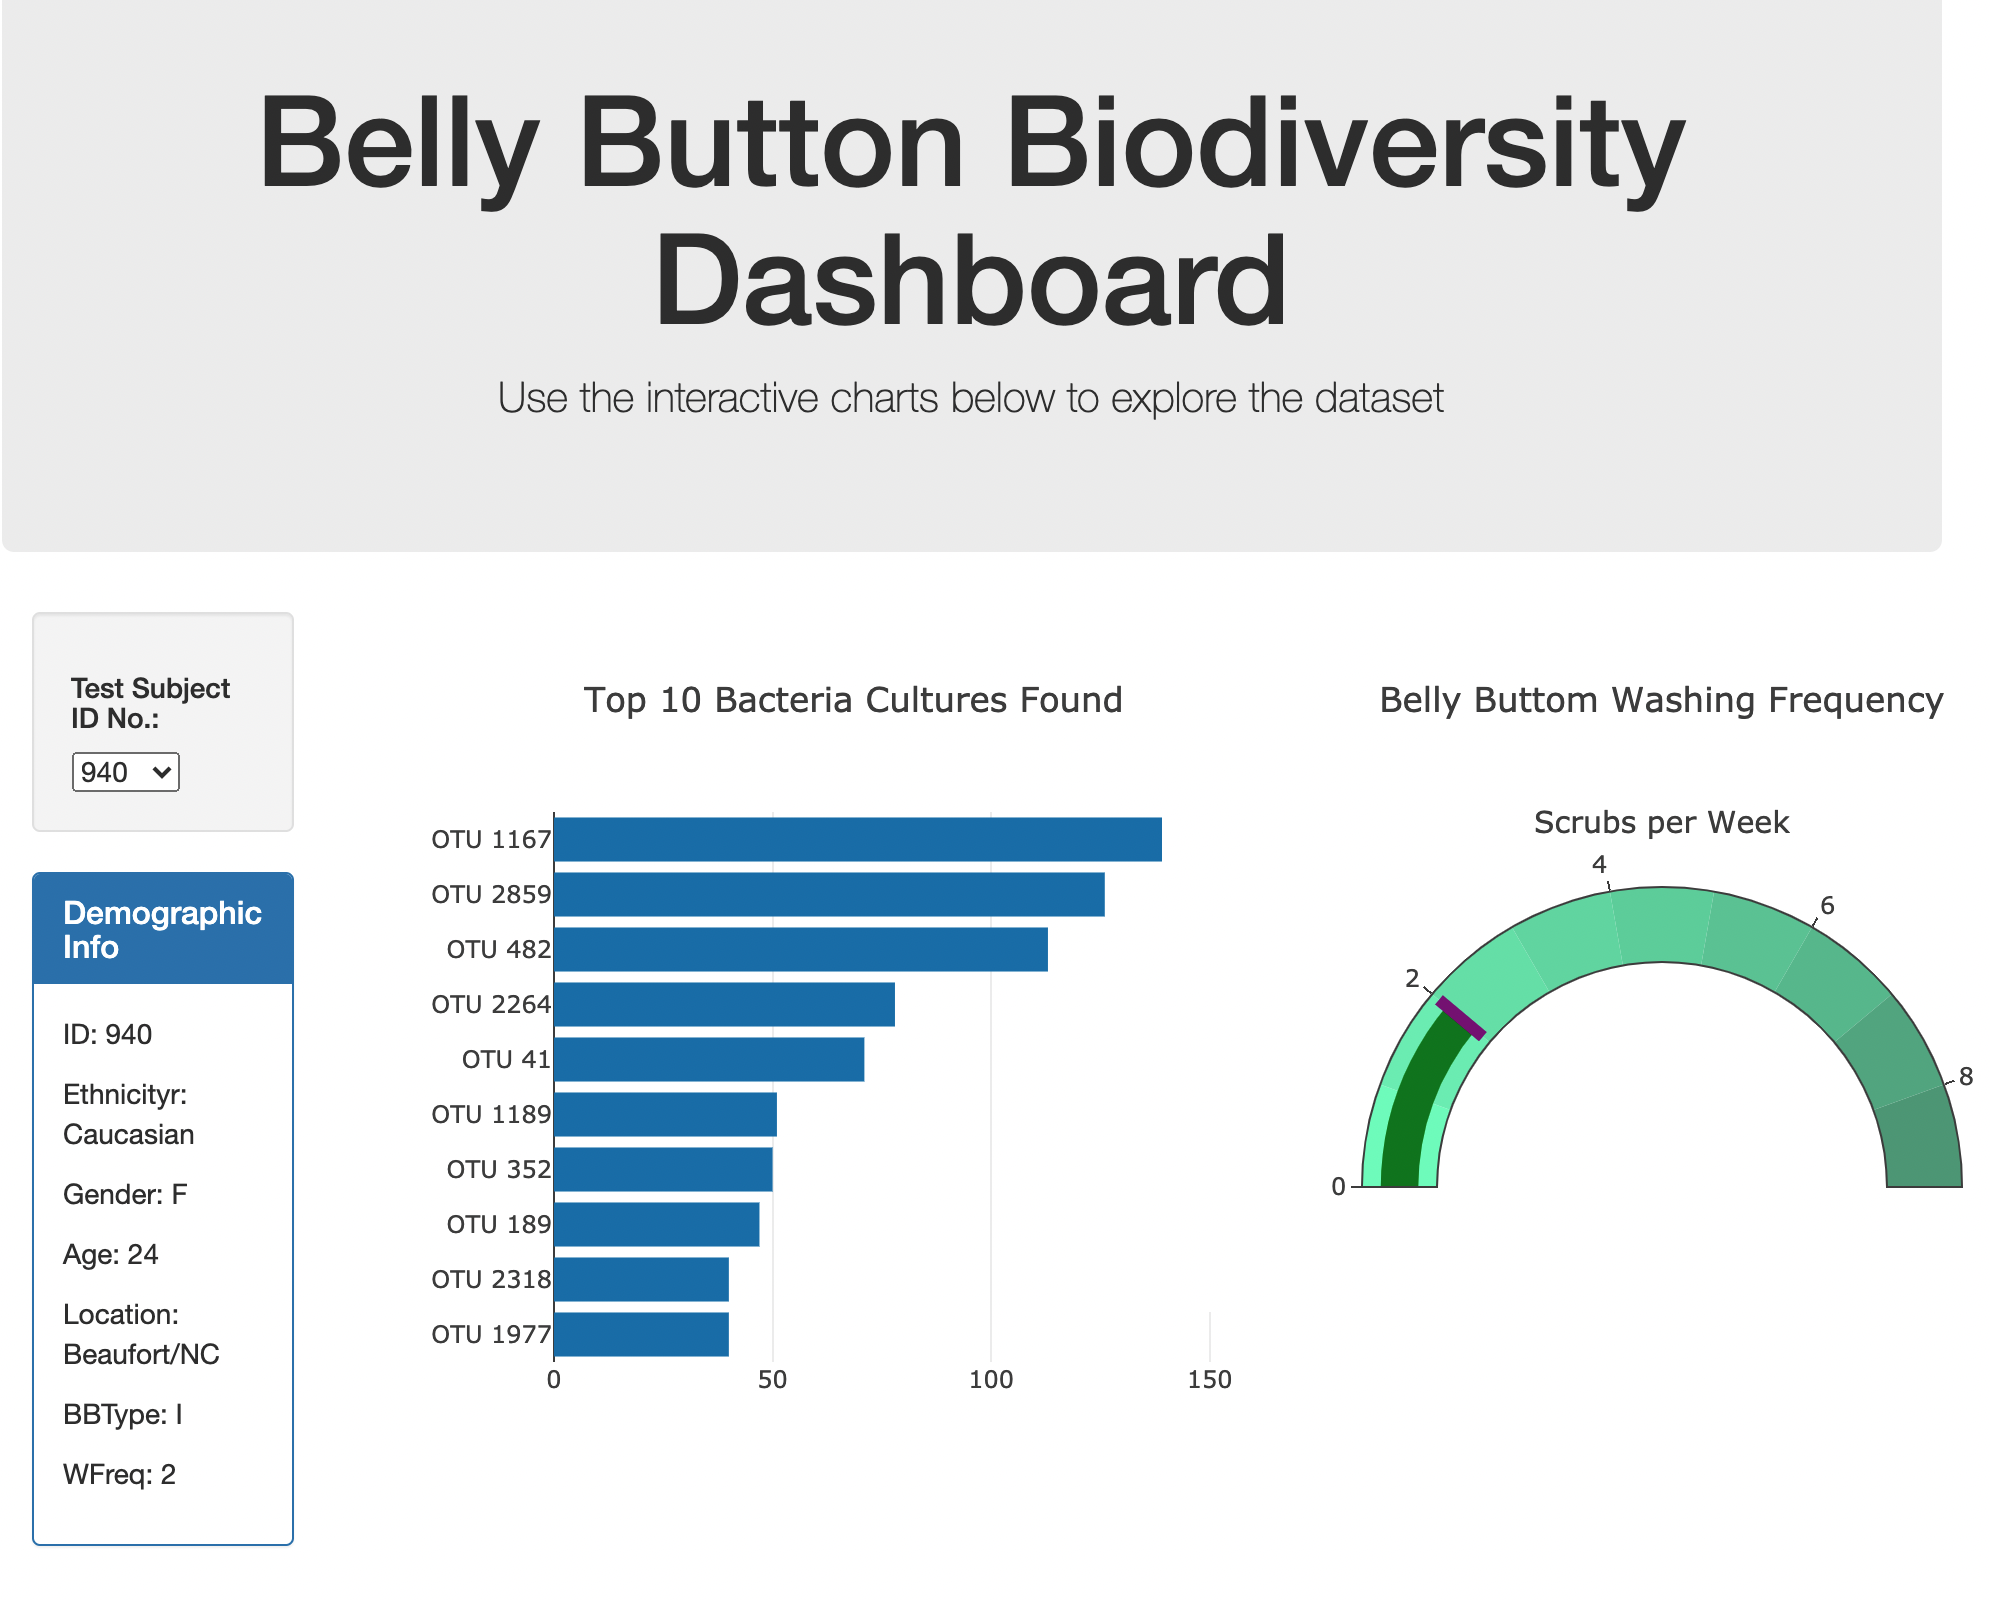 Belly Button Biodiversity
Dashboard
Use the interactive charts below to explore the dataset
Test Subject
ID No.:
940
Demographic
Info
ID: 940
Ethnicityr:
Caucasian
Gender: F
Age: 24
Location:
Beaufort/NC
BBType: I
WFreq: 2
Top 10 Bacteria Cultures Found
OTU 1167
OTU 2859
OTU 482
OTU 2264
OTU 41
OTU 1189
OTU 352
OTU 189
OTU 2318
OTU 1977
0 50 100 150
Belly Buttom Washing Frequency
Scrubs per Week
0
2
4
6
8